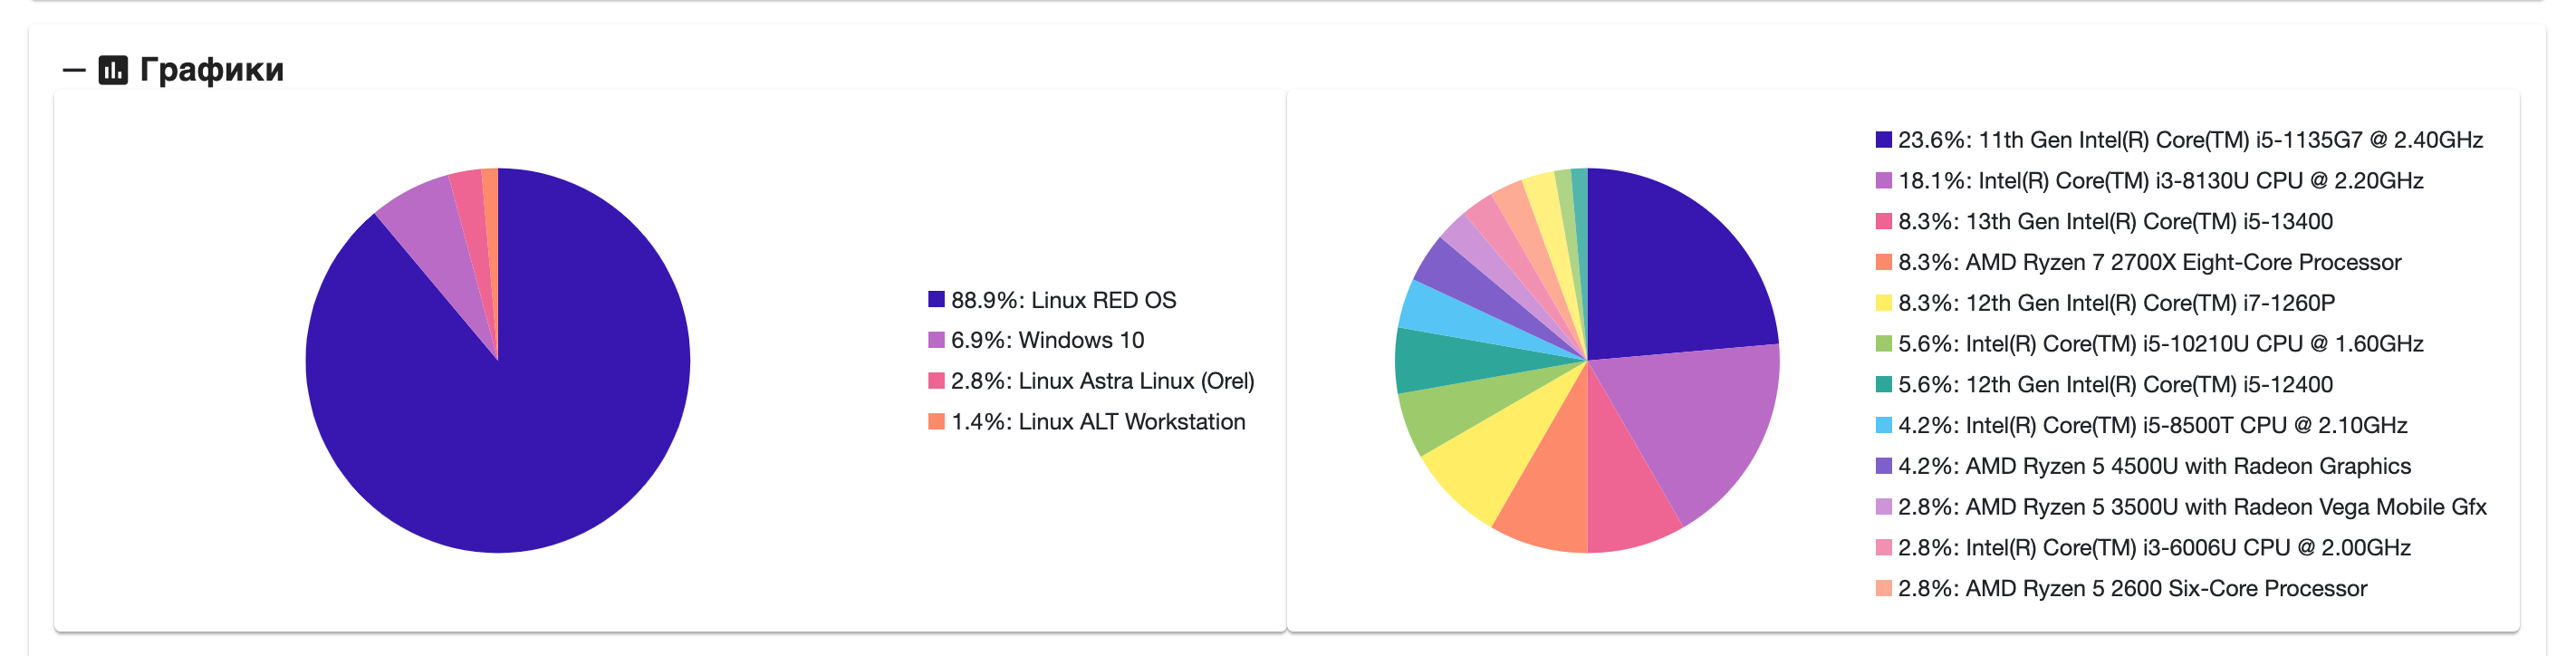 Графики
88.9%: Linux RED OS
6.9%: Windows 10
2.8%: Linux Astra Linux (Orel)
1.4%: Linux ALT Workstation
23.6%: 11th Gen Intel(R) Core(TM) i5-1135G7 @ 2.40GHz
18.1%: Intel(R) Core(TM) i3-8130U CPU @ 2.20GHz
8.3%: 13th Gen Intel(R) Core(TM) i5-13400
8.3%: AMD Ryzen 7 2700X Eight-Core Processor
8.3%: 12th Gen Intel(R) Core(TM) i7-1260P
5.6%: Intel(R) Core(TM) i5-10210U CPU @ 1.60GHz
5.6%: 12th Gen Intel(R) Core(TM) i5-12400
4.2%: Intel(R) Core(TM) i5-8500T CPU @ 2.10GHz
4.2%: AMD Ryzen 5 4500U with Radeon Graphics
2.8%: AMD Ryzen 5 3500U with Radeon Vega Mobile Gfx
2.8%: Intel(R) Core(TM) i3-6006U CPU @ 2.00GHz
2.8%: AMD Ryzen 5 2600 Six-Core Processor